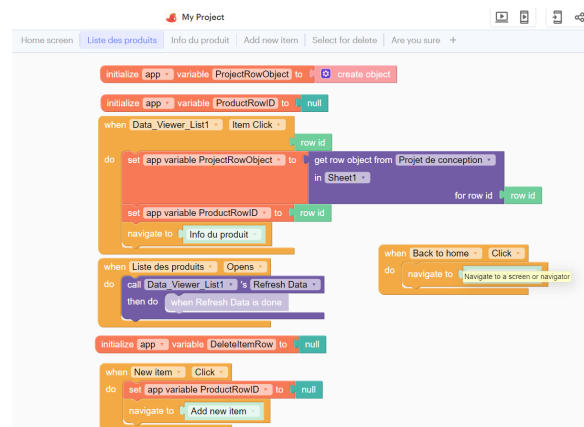 My Project
Home screen
Liste des produits
Info du produit
Add new item
Select for delete
Are you sure
+
initialize app variable ProjectRowObject to create object
initialize app variable ProductRowID to null
when Data_Viewer_List1 Item Click
row id
do set app variable ProjectRowObject to get row object from Projet de conception
in Sheet1
for row id row id
set app variable ProductRowID to row id
navigate to Info du produit
when Back to home Click
do navigate to
Navigate to a screen or navigator
when Liste des produits Opens
do call Data_Viewer_List1 's Refresh Data
then do when Refresh Data is done
initialize app variable DeleteItemRow to null
when New item Click
do set app variable ProductRowID to null
navigate to Add new item